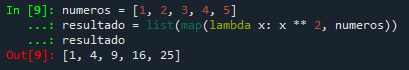 In [9]: numeros = [1, 2, 3, 4, 5]
...: resultado = list(map(lambda x: x ** 2, numeros))
...: resultado
Out[9]: [1, 4, 9, 16, 25]